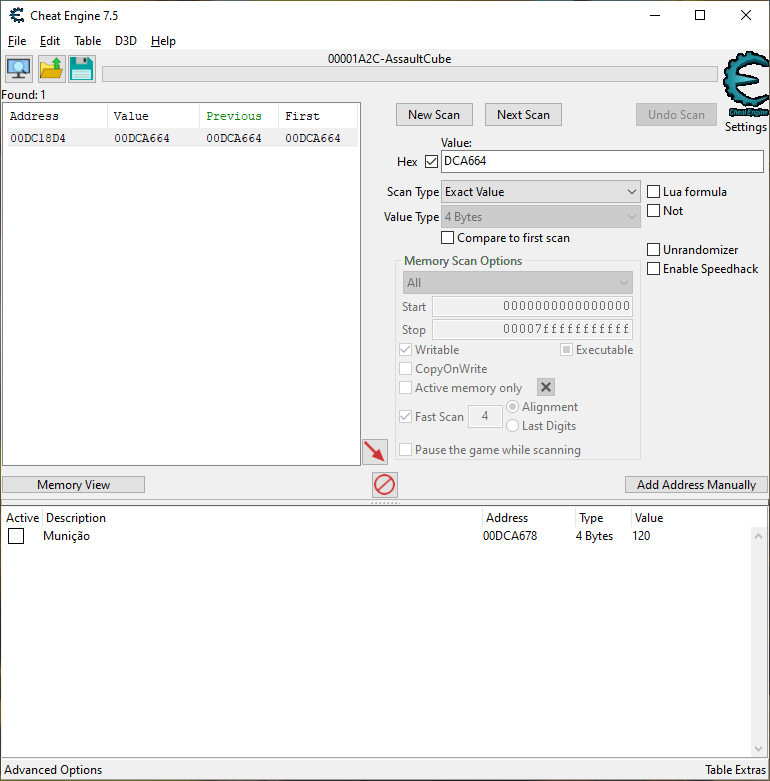 Cheat Engine 7.5
File Edit Table D3D Help
00001A2C-AssaultCube
Found: 1
Address Value Previous First
00DC18D4 00DCA664 00DCA664 00DCA664
New Scan Next Scan Undo Scan
Cheat Engine
Settings
Value:
Hex DCA664
Scan Type Exact Value
Lua formula
Value Type 4 Bytes
Not
Compare to first scan
Unrandomizer
Enable Speedhack
Memory Scan Options
All
Start 0000000000000000
Stop 00007fffffffffff
Writable Executable
CopyOnWrite
Active memory only
Fast Scan 4 Alignment
Last Digits
Pause the game while scanning
Memory View Add Address Manually
Active Description Address Type Value
Munição 00DCA678 4 Bytes 120
Advanced Options Table Extras